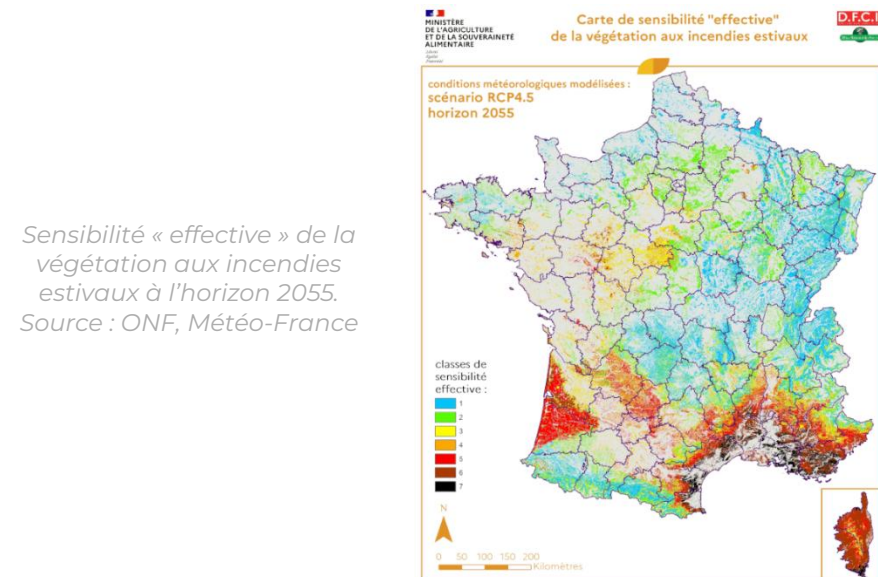 Sensibilité « effective » de la
végétation aux incendies
estivaux à l'horizon 2055.
Source : ONF, Météo-France
MINISTÈRE
DE L'AGRICULTURE
ET DE LA SOUVERAINETÉ
ALIMENTAIRE
Liberté
Égalité
Fraternité
Carte de sensibilité "effective"
de la végétation aux incendies estivaux
D.F.C.I
conditions météorologiques modélisées :
scénario RCP4.5
horizon 2055
classes de
sensibilité
effective :
1
2
3
4
5
6
7
N
0 50 100 150 200
Kilomètres